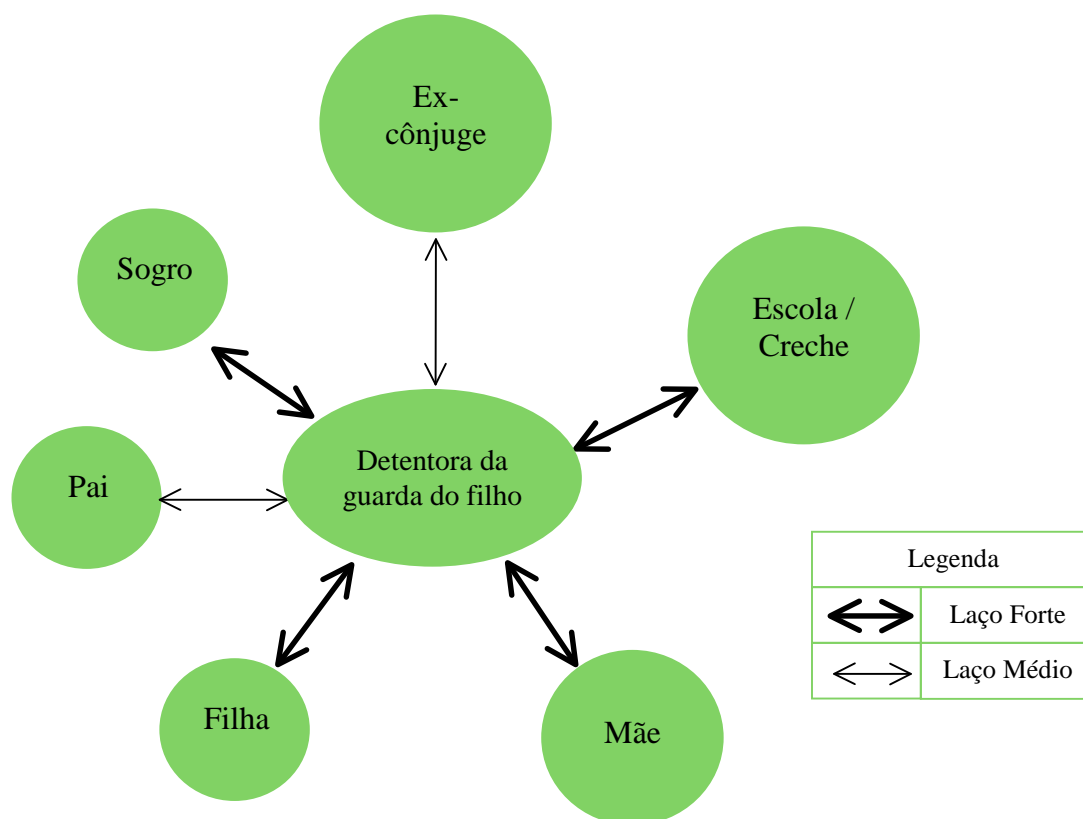 Ex-
cônjuge
Sogro
Escola /
Creche
Detentora da
guarda do filho
Pai
Legenda
Laço Forte
Laço Médio
Filha
Mãe